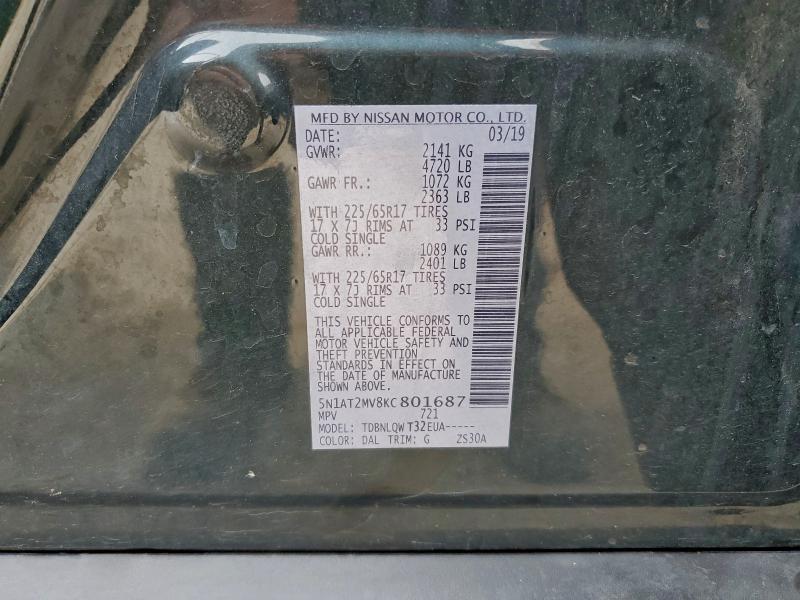 MFD BY NISSAN MOTOR CO., LTD.
DATE: 03/19
GVWR: 2141 KG
4720 LB
GAWR FR.: 1072 KG
2363 LB
WITH 225/65R17 TIRES
17 X 7J RIMS AT 33 PSI
COLD SINGLE
GAWR RR.: 1089 KG
2401 LB
WITH 225/65R17 TIRES
17 X 7J RIMS AT 33 PSI
COLD SINGLE
THIS VEHICLE CONFORMS TO
ALL APPLICABLE FEDERAL
MOTOR VEHICLE SAFETY AND
THEFT PREVENTION
STANDARDS IN EFFECT ON
THE DATE OF MANUFACTURE
SHOWN ABOVE.
5N1AT2MV8KC801687
MPV 721
MODEL: TDBNLQW T32EUA-----
COLOR: DAL TRIM: G ZS30A